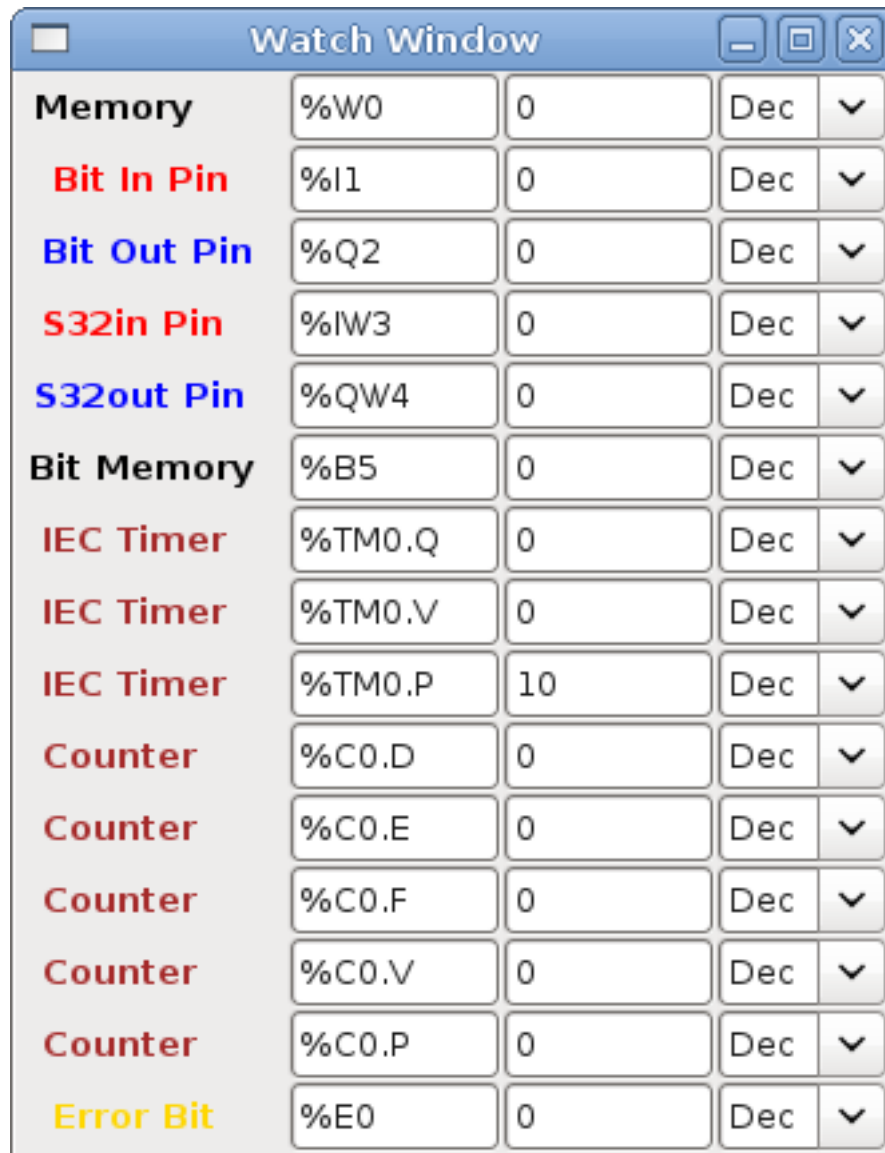 Watch Window
Memory %W0 0 Dec
Bit In Pin %I1 0 Dec
Bit Out Pin %Q2 0 Dec
S32in Pin %IW3 0 Dec
S32out Pin %QW4 0 Dec
Bit Memory %B5 0 Dec
IEC Timer %TM0.Q 0 Dec
IEC Timer %TM0.V 0 Dec
IEC Timer %TM0.P 10 Dec
Counter %C0.D 0 Dec
Counter %C0.E 0 Dec
Counter %C0.F 0 Dec
Counter %C0.V 0 Dec
Counter %C0.P 0 Dec
Error Bit %E0 0 Dec